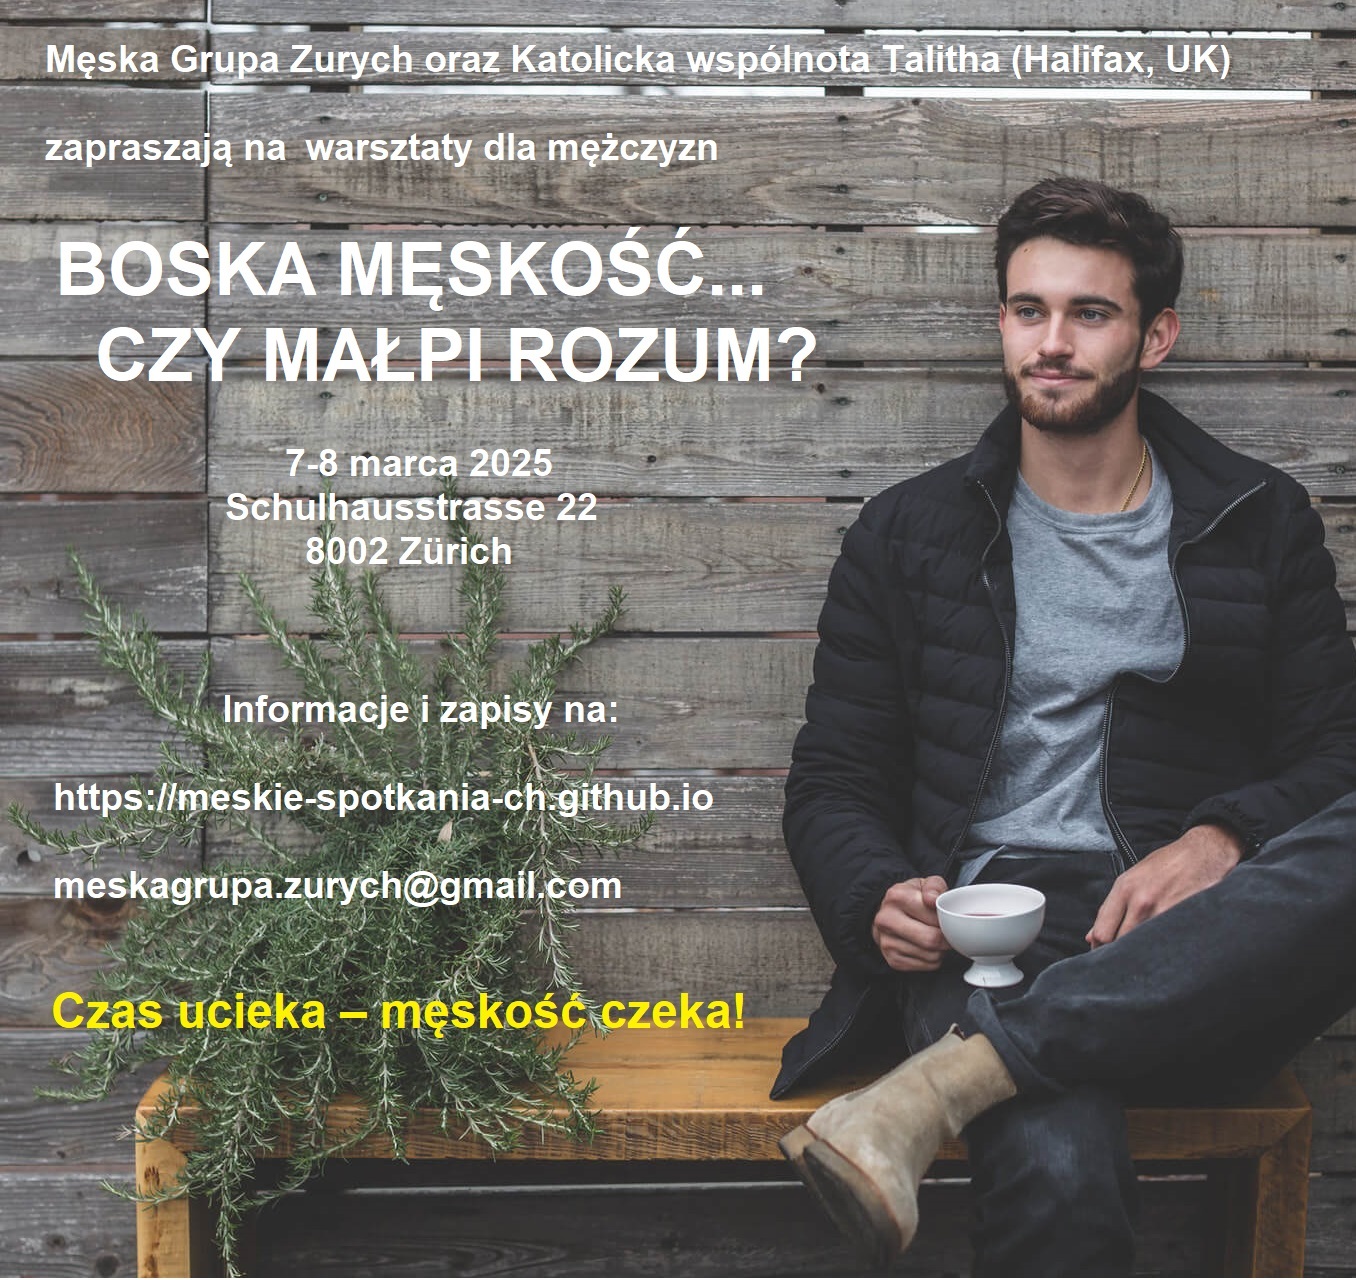 Męska Grupa Zurych oraz Katolicka wspólnota Talitha (Halifax, UK)
zapraszają na  warsztaty dla mężczyzn
BOSKA MĘSKOŚĆ...
CZY MAŁPI ROZUM?
7-8 marca 2025
Schulhausstrasse 22
8002 Zürich
Informacje i zapisy na:
https://meskie-spotkania-ch.github.io
meskagrupa.zurych@gmail.com
Czas ucieka – męskość czeka!